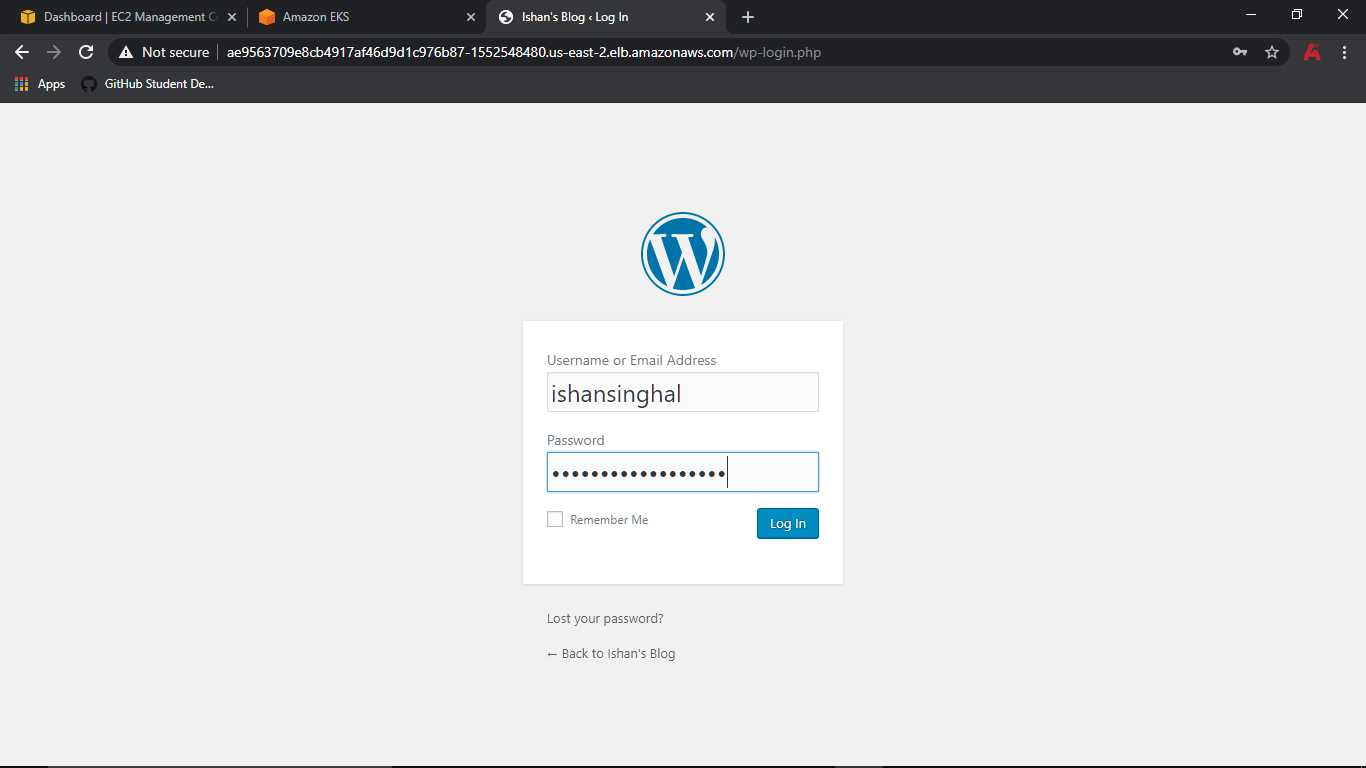 Dashboard | EC2 Management C
Amazon EKS
Ishan's Blog ‹ Log In
Not secure
ae9563709e8cb4917af46d9d1c976b87-1552548480.us-east-2.elb.amazonaws.com/wp-login.php
Apps
GitHub Student De...
Username or Email Address
ishansinghal
Password
••••••••••••••••••
Remember Me
Log In
Lost your password?
← Back to Ishan's Blog